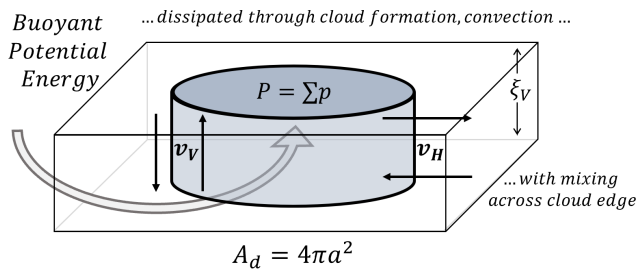 Buoyant
Potential
Energy
...dissipated through cloud formation, convection ...
P = ∑p
ξ_V
v_V
v_H
...with mixing
across cloud edge
A_d = 4πa²